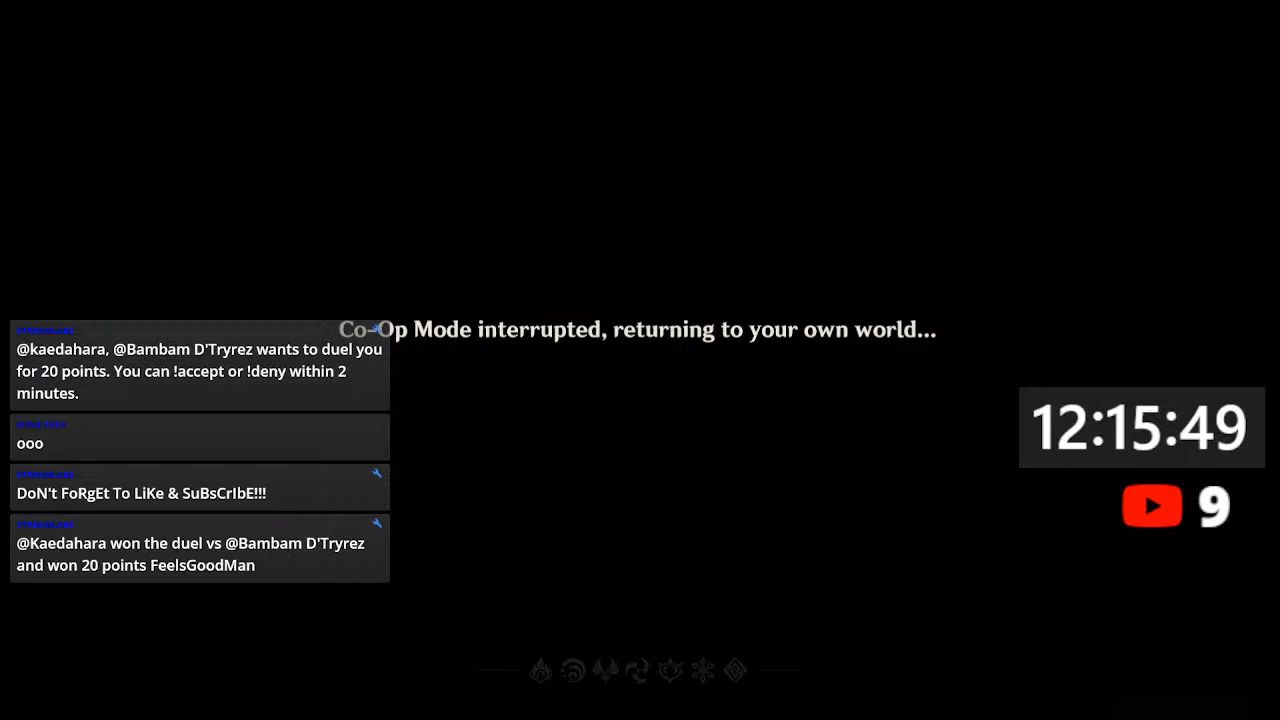 Co-Op Mode interrupted, returning to your own world...
@kaedahara, @Bambam D'Tryrez wants to duel you
for 20 points. You can !accept or !deny within 2
minutes.
ooo
DoN't FoRgEt To LiKe & SuBsCrIbE!!!
@Kaedahara won the duel vs @Bambam D'Tryrez
and won 20 points FeelsGoodMan
12:15:49
9